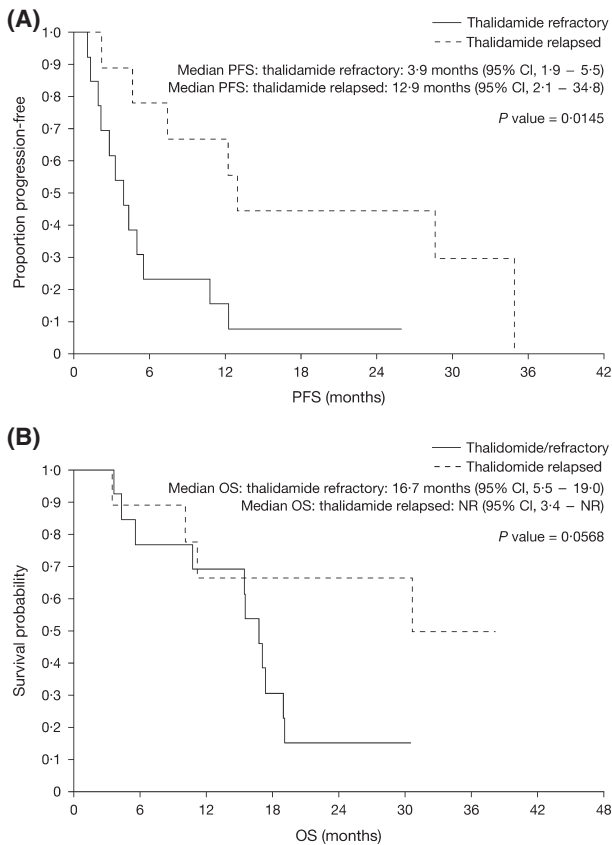 (A)
Thalidamide refractory
Thalidamide relapsed
Median PFS: thalidamide refractory: 3·9 months (95% CI, 1·9 – 5·5)
Median PFS: thalidamide relapsed: 12·9 months (95% CI, 2·1 – 34·8)
P value = 0·0145
Proportion progression-free
1·0
0·9
0·8
0·7
0·6
0·5
0·4
0·3
0·2
0·1
0
0 6 12 18 24 30 36 42
PFS (months)
(B)
Thalidomide/refractory
Thalidomide relapsed
Median OS: thalidamide refractory: 16·7 months (95% CI, 5·5 – 19·0)
Median OS: thalidamide relapsed: NR (95% CI, 3·4 – NR)
P value = 0·0568
Survival probability
1·0
0·9
0·8
0·7
0·6
0·5
0·4
0·3
0·2
0·1
0
0 6 12 18 24 30 36 42 48
OS (months)